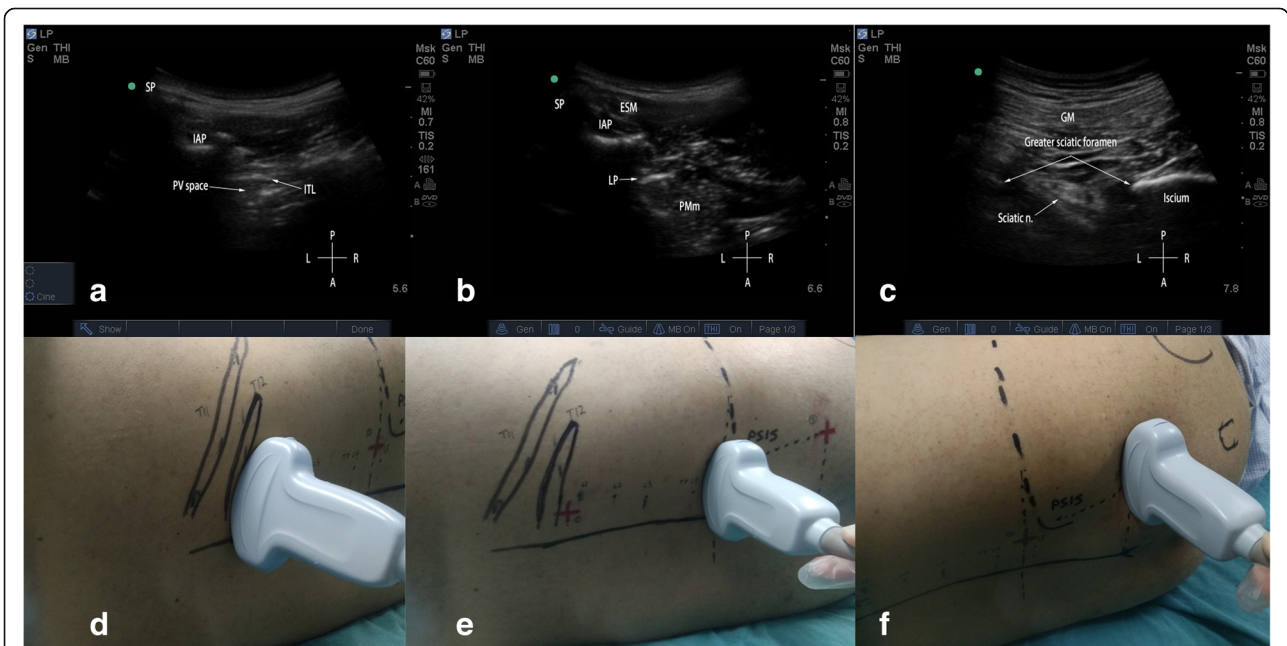 LP
Gen THI
S MB
Msk
C60
42%
MI
0.7
TIS
0.2
161
A
B DVD
SP
IAP
PV space
ITL
P
L R
A
5.6
Cine
Show Done
a
LP
Gen THI
S MB
Msk
C60
42%
MI
0.8
TIS
0.2
A
B DVD
SP
ESM
IAP
LP
PMm
P
L R
A
6.6
Gen 0 Guide MB On THI On Page 1/3
b
LP
Gen THI
S MB
Msk
C60
42%
MI
0.8
TIS
0.2
A
B DVD
GM
Greater sciatic foramen
Iscium
Sciatic n.
P
L R
A
7.8
Gen 0 Guide MB On THI On Page 1/3
c
T11
T12
d
T11
T12
PSIS
e
PSIS
f